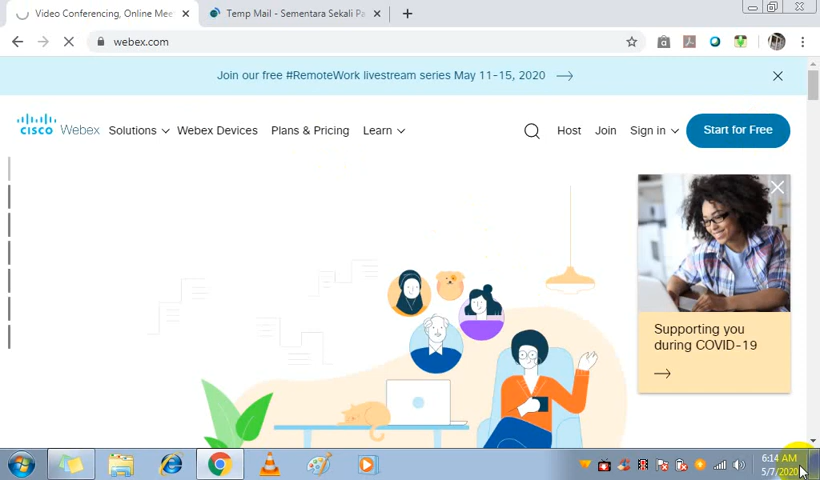 Video Conferencing, Online Mee
Temp Mail - Sementara Sekali Pa
webex.com
Join our free #RemoteWork livestream series May 11-15, 2020
CISCO Webex Solutions Webex Devices Plans & Pricing Learn Host Join Sign in Start for Free
Supporting you
during COVID-19
6:14 AM
5/7/2020